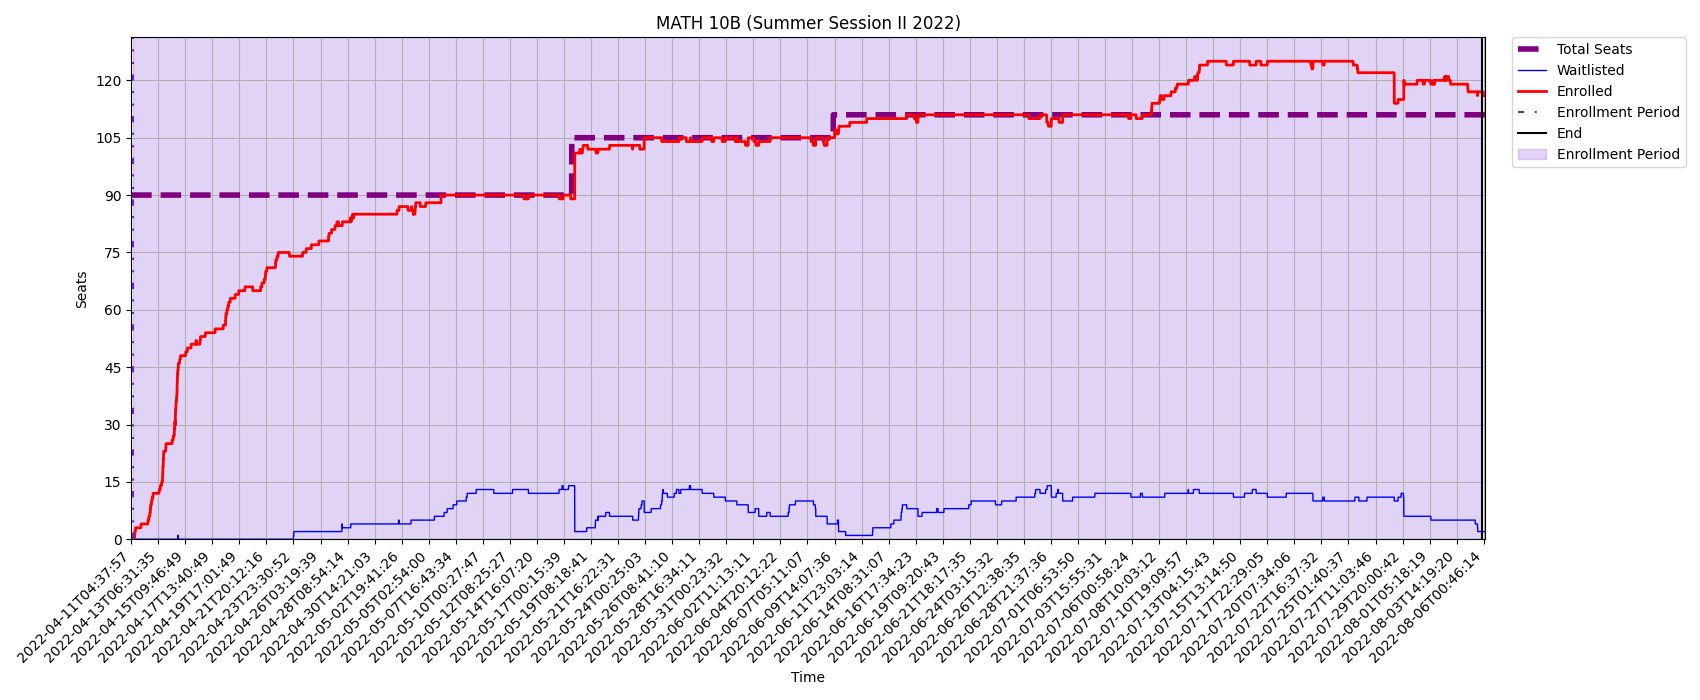 MATH 10B (Summer Session II 2022)
Total Seats
Waitlisted
Enrolled
Enrollment Period
End
Enrollment Period
Seats
120
105
90
75
60
45
30
15
0
2022-04-11T04:37:57
2022-04-13T06:31:35
2022-04-15T09:46:49
2022-04-17T13:40:49
2022-04-19T17:01:49
2022-04-21T20:12:16
2022-04-23T23:30:52
2022-04-26T03:19:39
2022-04-28T08:54:14
2022-04-30T14:21:03
2022-05-02T19:41:26
2022-05-05T02:54:00
2022-05-07T16:43:34
2022-05-10T00:27:47
2022-05-12T08:25:27
2022-05-14T16:07:20
2022-05-17T00:15:39
2022-05-19T08:18:41
2022-05-21T16:22:31
2022-05-24T00:25:03
2022-05-26T08:41:10
2022-05-28T16:34:11
2022-05-31T00:23:32
2022-06-02T11:13:11
2022-06-04T20:12:22
2022-06-07T05:11:07
2022-06-09T14:07:36
2022-06-11T23:03:14
2022-06-14T08:31:07
2022-06-16T17:34:23
2022-06-19T09:20:43
2022-06-21T18:17:35
2022-06-24T03:15:32
2022-06-26T12:38:35
2022-06-28T21:37:36
2022-07-01T06:53:50
2022-07-03T15:55:31
2022-07-06T00:58:24
2022-07-08T10:03:12
2022-07-10T19:09:57
2022-07-13T04:15:43
2022-07-15T13:14:50
2022-07-17T22:29:05
2022-07-20T07:34:06
2022-07-22T16:37:32
2022-07-25T01:40:37
2022-07-27T11:03:46
2022-07-29T20:00:42
2022-08-01T05:18:19
2022-08-03T14:19:20
2022-08-06T00:46:14
Time